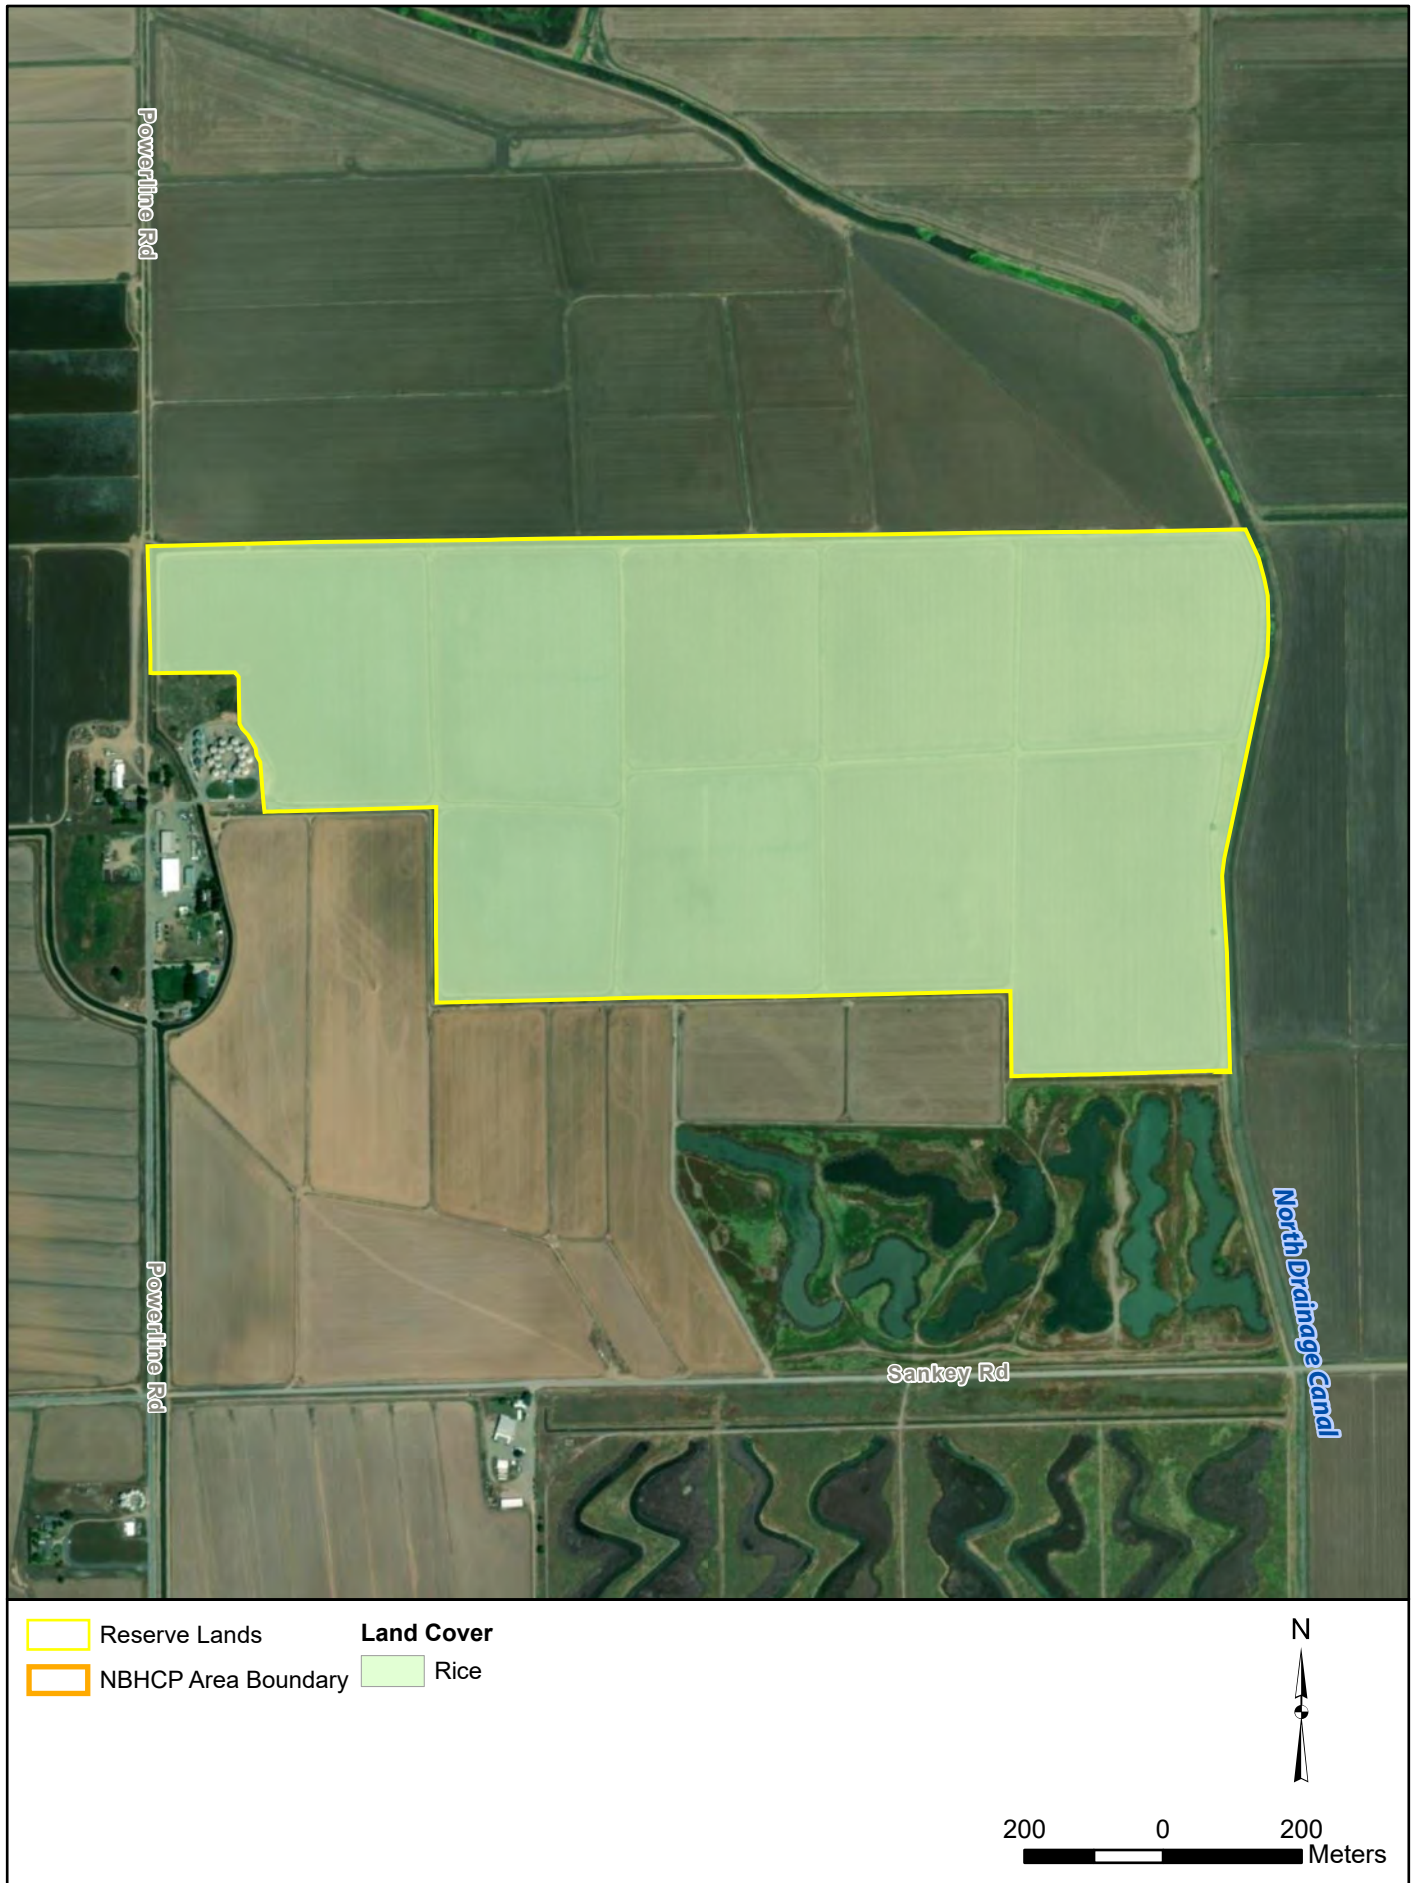 Powerline Rd
North Drainage Canal
Powerline Rd
Sankey Rd
Reserve Lands
NBHCP Area Boundary
Land Cover
Rice
N
200 0 200
Meters